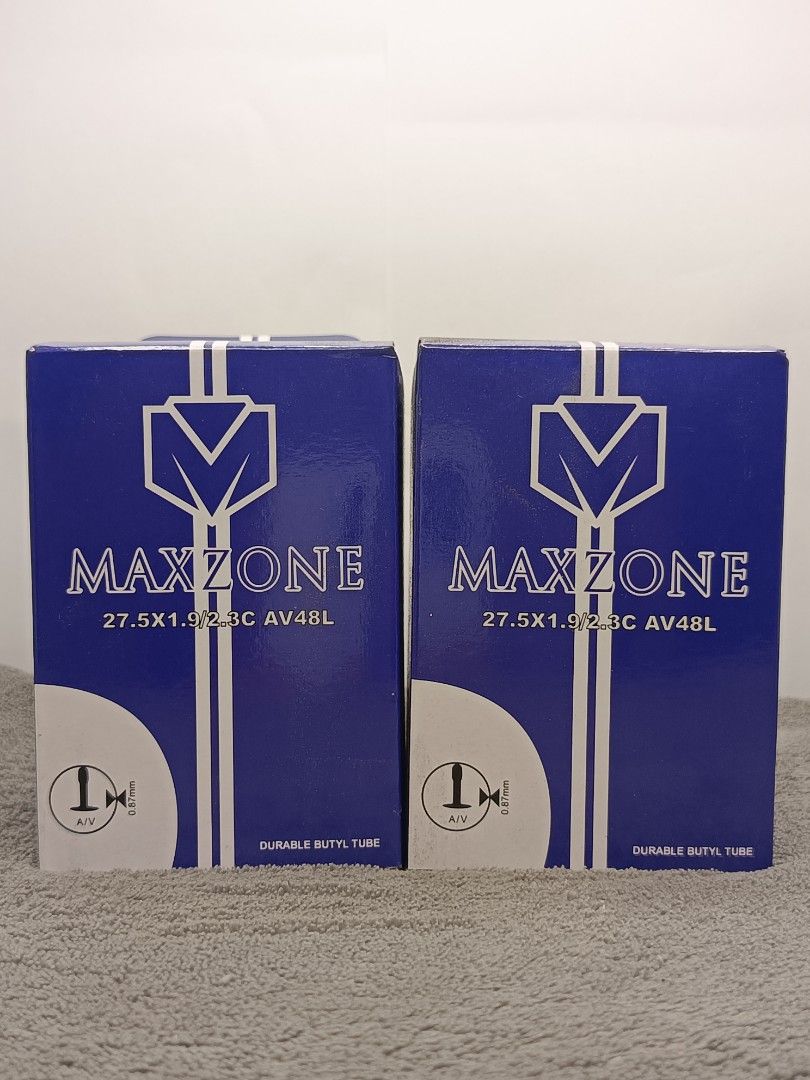 MAXZONE
27.5X1.9/2.3C AV48L
A/V
0.87mm
DURABLE BUTYL TUBE
MAXZONE
27.5X1.9/2.3C AV48L
A/V
0.87mm
DURABLE BUTYL TUBE